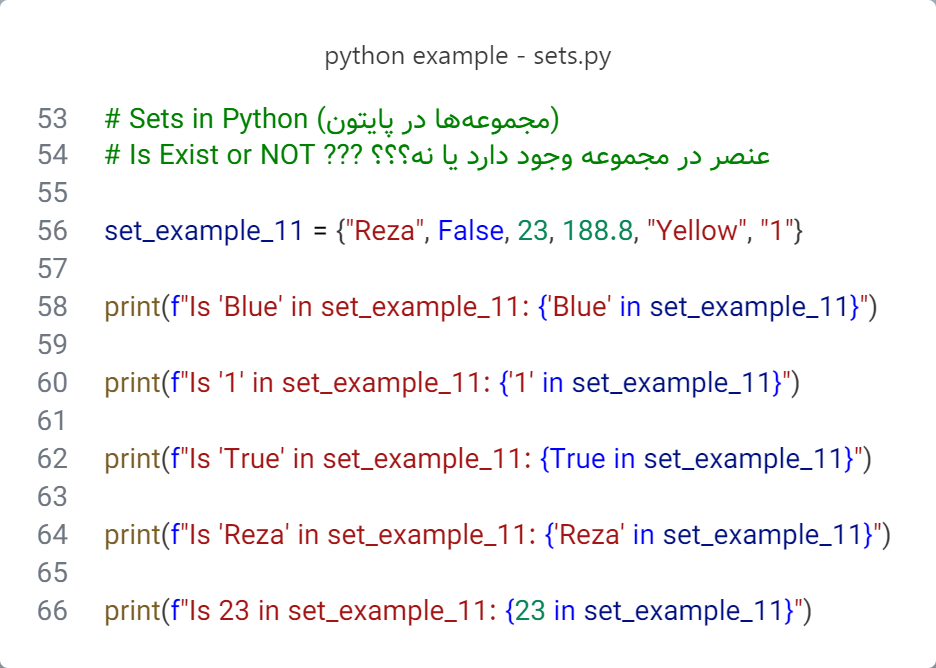 python example - sets.py
53 # Sets in Python (مجموعه‌ها در پایتون)
54 # Is Exist or NOT ??? عنصر در مجموعه وجود دارد یا نه؟؟؟
55
56 set_example_11 = {"Reza", False, 23, 188.8, "Yellow", "1"}
57
58 print(f"Is 'Blue' in set_example_11: {'Blue' in set_example_11}")
59
60 print(f"Is '1' in set_example_11: {'1' in set_example_11}")
61
62 print(f"Is 'True' in set_example_11: {True in set_example_11}")
63
64 print(f"Is 'Reza' in set_example_11: {'Reza' in set_example_11}")
65
66 print(f"Is 23 in set_example_11: {23 in set_example_11}")